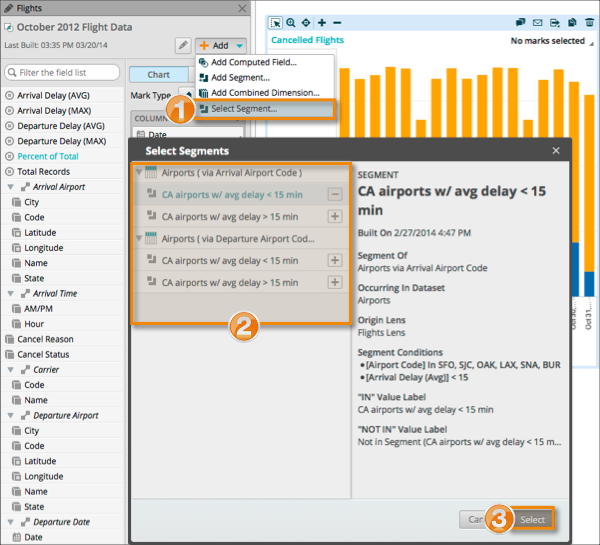 Flights
October 2012 Flight Data
Last Built: 03:35 PM 03/20/14
Add
Filter the field list
Arrival Delay (AVG)
Arrival Delay (MAX)
Departure Delay (AVG)
Departure Delay (MAX)
Percent of Total
Total Records
Arrival Airport
City
Code
Latitude
Longitude
Name
State
Arrival Time
AM/PM
Hour
Cancel Reason
Cancel Status
Carrier
Code
Name
Departure Airport
City
Code
Latitude
Longitude
Name
State
Departure Date
Date
Chart
Mark Type
Date
Add Computed Field...
Add Segment...
Add Combined Dimension...
1
Select Segment...
Cancelled Flights
No marks selected
Select Segments
Airports ( via Arrival Airport Code )
CA airports w/ avg delay < 15 min
CA airports w/ avg delay > 15 min
Airports ( via Departure Airport Cod...
CA airports w/ avg delay < 15 min
CA airports w/ avg delay > 15 min
2
SEGMENT
CA airports w/ avg delay < 15
min
Built On 2/27/2014 4:47 PM
Segment Of
Airports via Arrival Airport Code
Occurring In Dataset
Airports
Origin Lens
Flights Lens
Segment Conditions
•[Airport Code] In SFO, SJC, OAK, LAX, SNA, BUR
•[Arrival Delay (Avg)] < 15
"IN" Value Label
CA airports w/ avg delay < 15 min
"NOT IN" Value Label
Not in Segment (CA airports w/ avg delay < 15 m...
3
Select